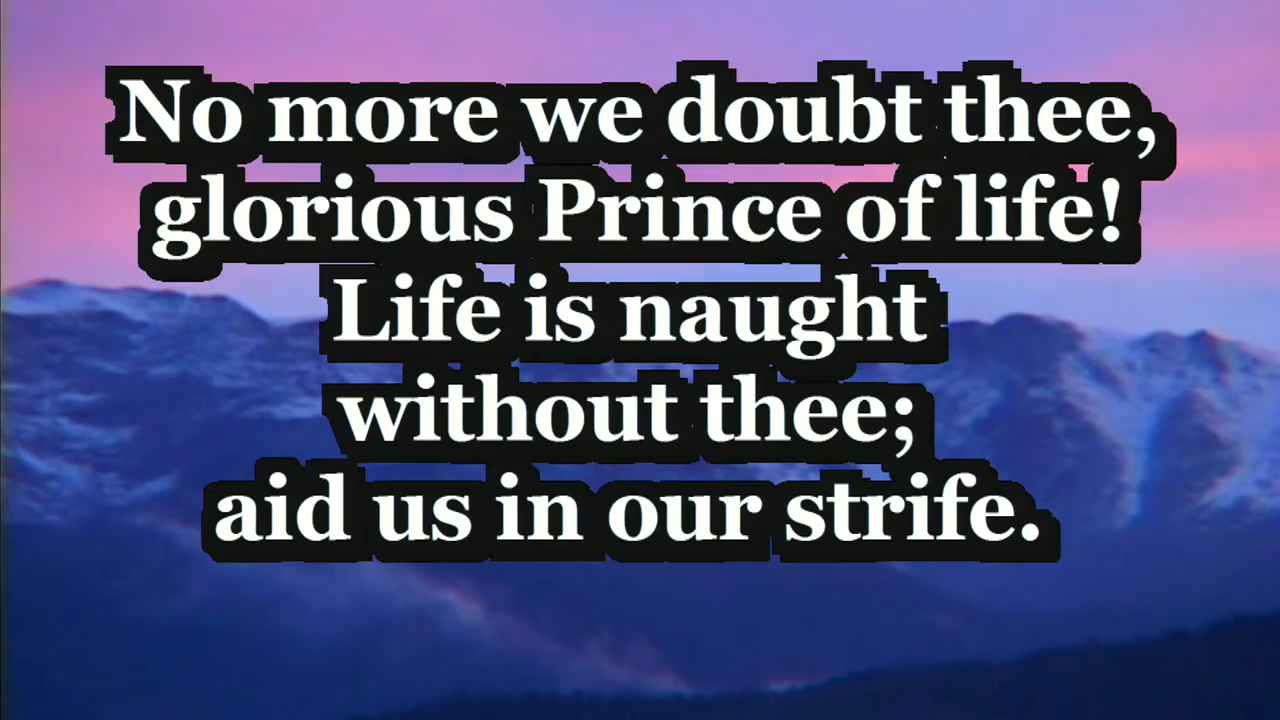 No more we doubt thee,
glorious Prince of life!
Life is naught
without thee;
aid us in our strife.